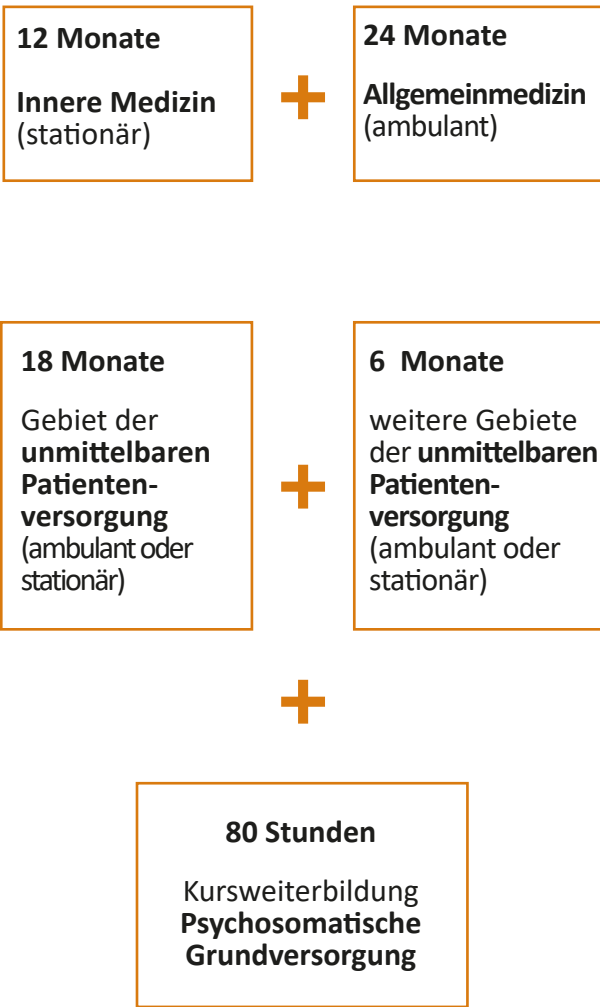 12 Monate
Innere Medizin
(stationär)
+
24 Monate
Allgemeinmedizin
(ambulant)
18 Monate
Gebiet der
unmittelbaren
Patienten-
versorgung
(ambulant oder
stationär)
+
6 Monate
weitere Gebiete
der unmittelbaren
Patienten-
versorgung
(ambulant oder
stationär)
+
80 Stunden
Kursweiterbildung
Psychosomatische
Grundversorgung